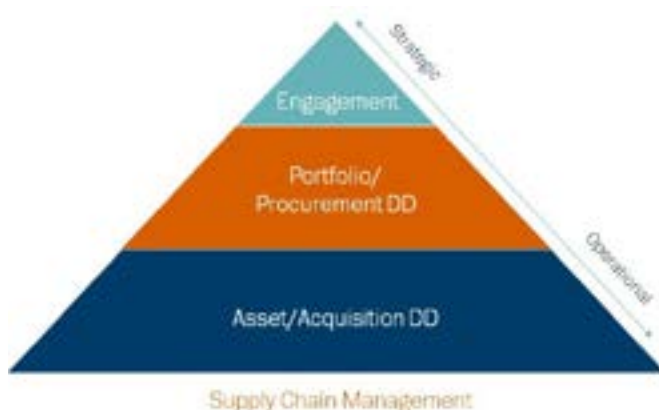 Strategic
Engagement
Portfolio/
Procurement DD
Operational
Asset/Acquisition DD
Supply Chain Management